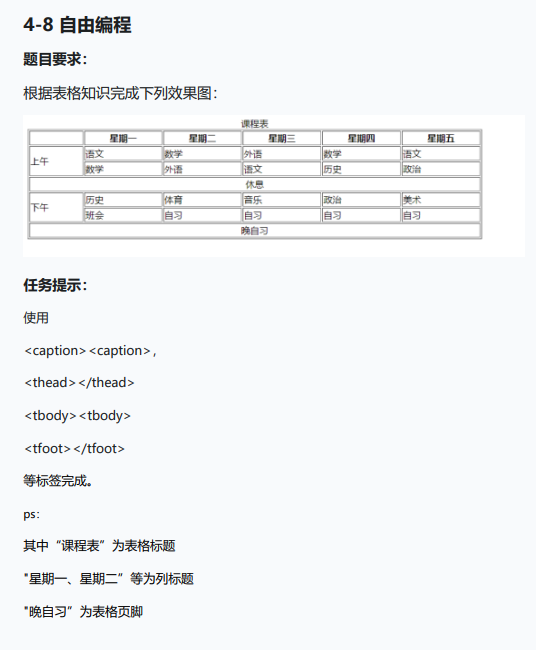 4-8 自由编程
题目要求：
根据表格知识完成下列效果图：
课程表
星期一 星期二 星期三 星期四 星期五
上午 语文 数学 外语 数学 语文
数学 外语 语文 历史 政治
休息
下午 历史 体育 音乐 政治 美术
班会 自习 自习 自习 自习
晚自习
任务提示：
使用
<caption><caption>，
<thead></thead>
<tbody><tbody>
<tfoot></tfoot>
等标签完成。
ps：
其中“课程表”为表格标题
"星期一、星期二”等为列标题
"晚自习”为表格页脚